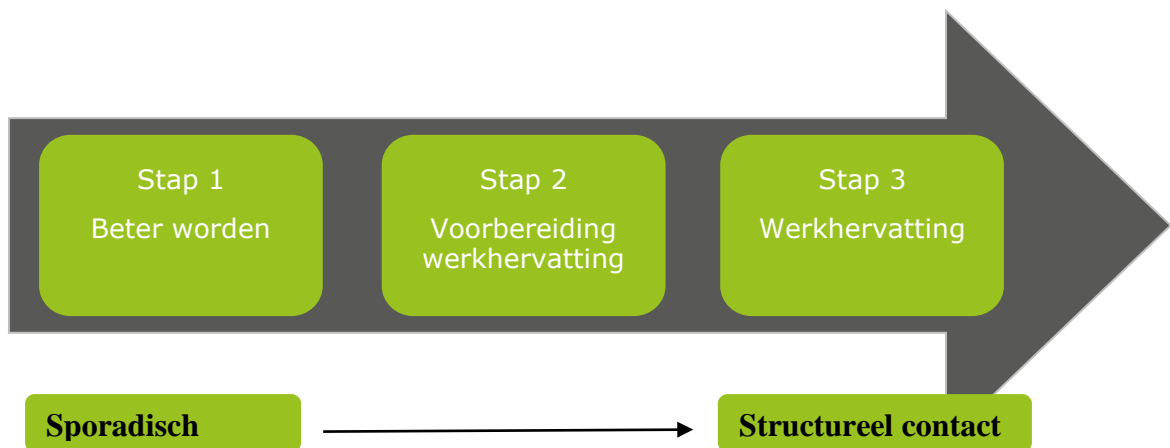 Stap 1
Beter worden
Stap 2
Voorbereiding
werkhervatting
Stap 3
Werkhervatting
Sporadisch
Structureel contact